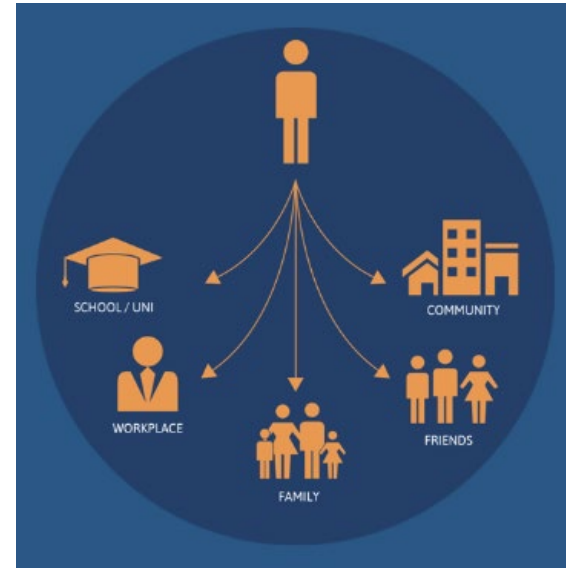 SCHOOL / UNI
COMMUNITY
WORKPLACE
FRIENDS
FAMILY